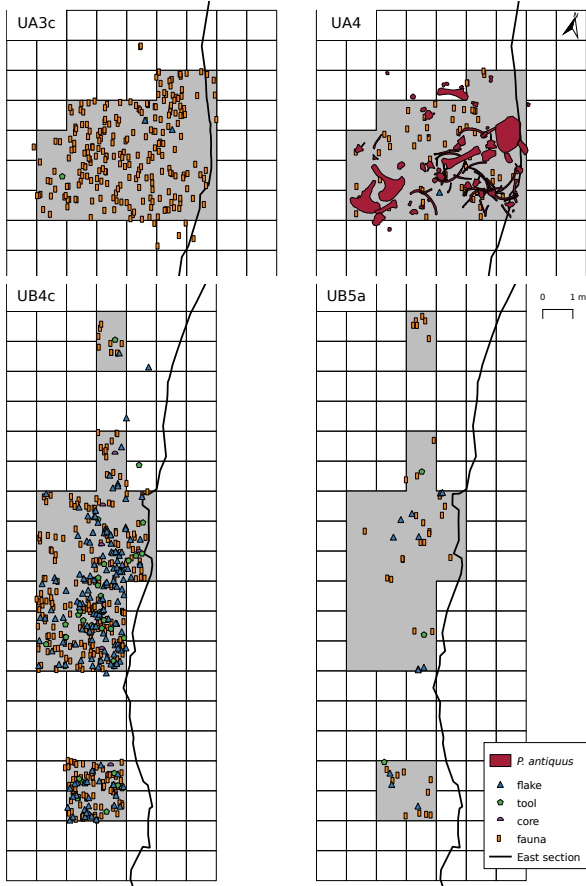 UA3c
UA4
UB4c
UB5a
0 1 m
P. antiquus
flake
tool
core
fauna
East section